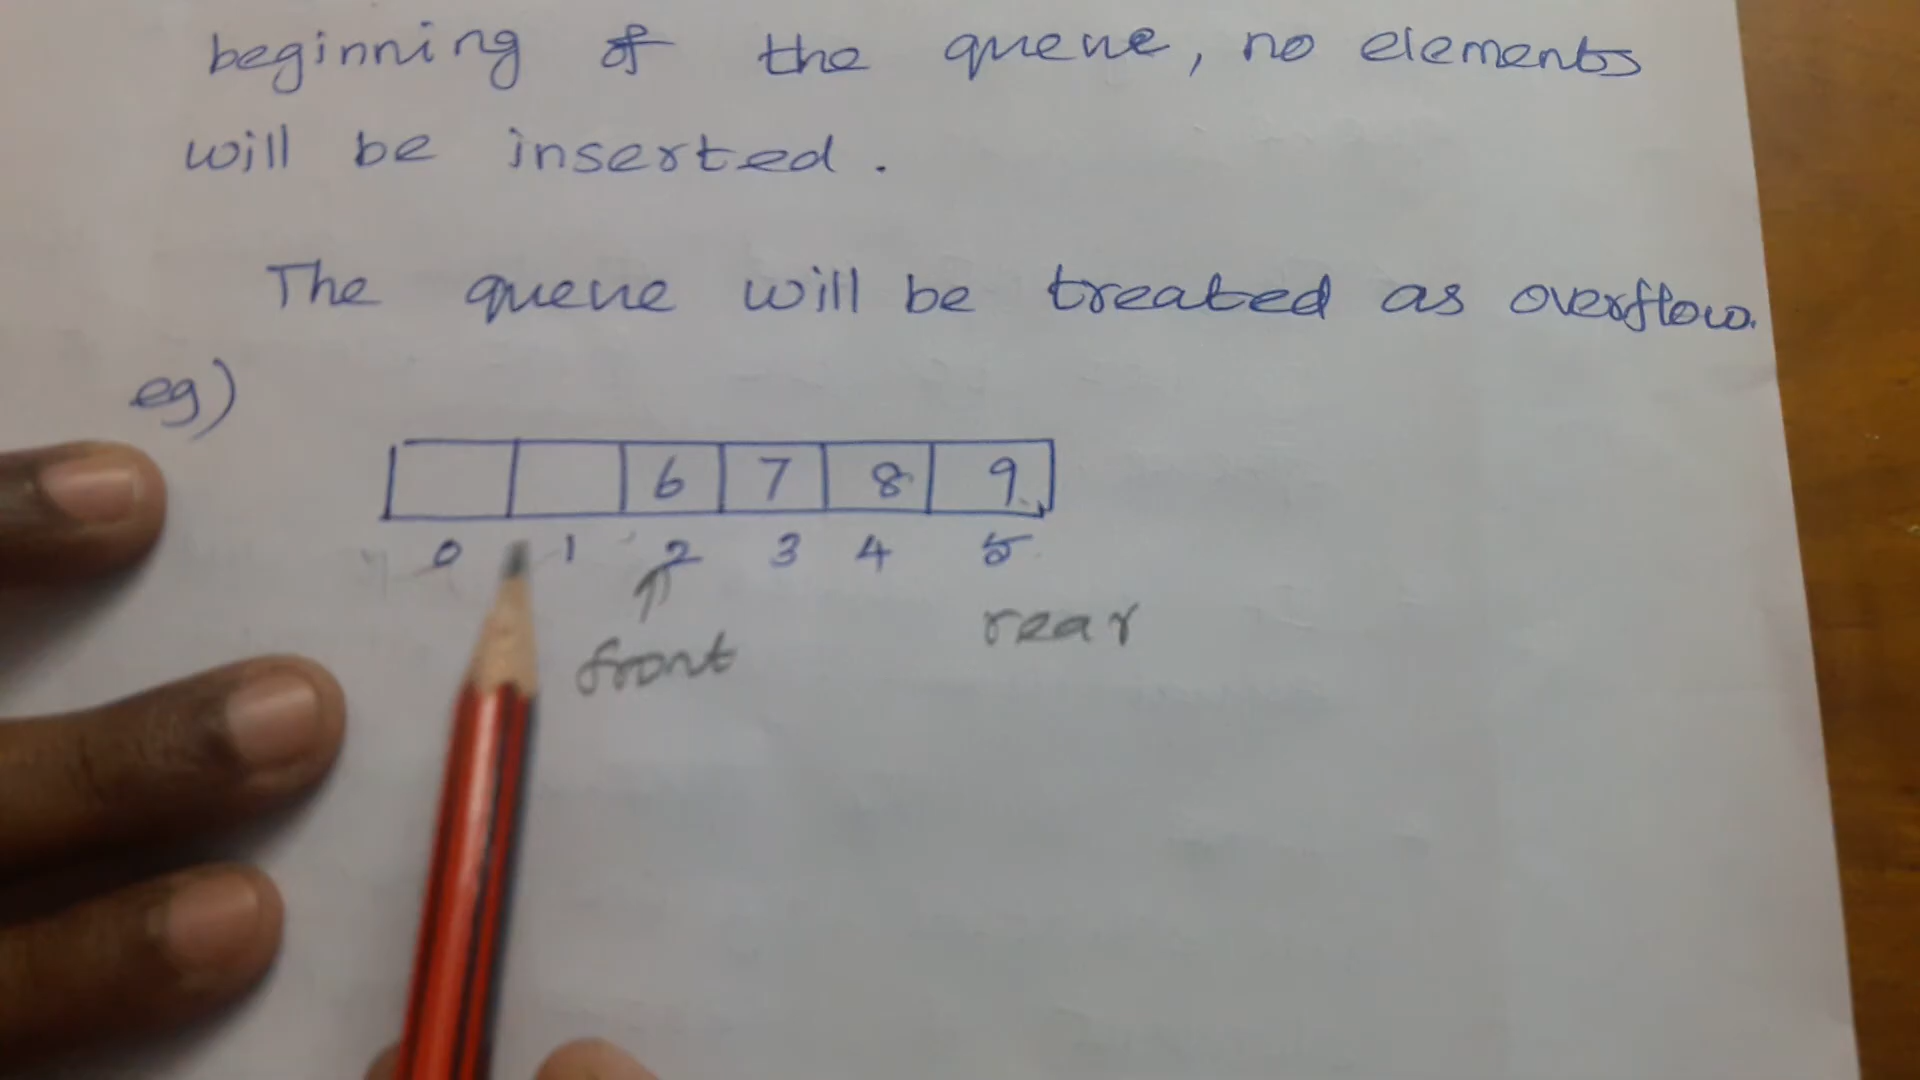 beginning of the queue, no elements
will be inserted.
The queue will be treated as overflow.
eg)
6 7 8 9
0 1 2 3 4 5
front rear